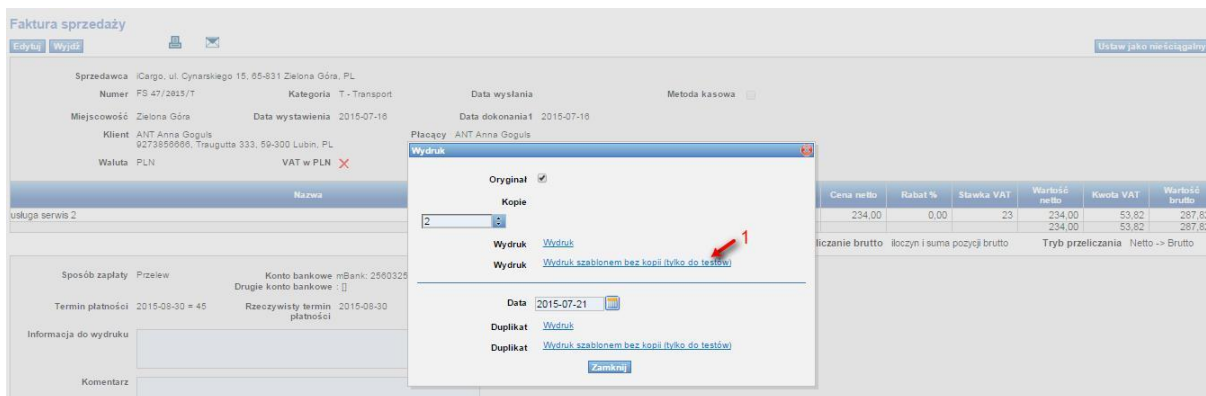 Faktura sprzedaży
Edytuj Wyjdź Ustaw jako nieściągalny
Sprzedawca iCargo, ul. Cynarskiego 15, 65-831 Zielona Góra, PL
Numer FS 47/2015/T Kategoria T - Transport Data wysłania Metoda kasowa
Miejscowość Zielona Góra Data wystawienia 2015-07-16 Data dokonania1 2015-07-16
Klient ANT Anna Goguls Płacący ANT Anna Goguls
9273856666, Traugutta 333, 59-300 Lubin, PL
Waluta PLN VAT w PLN
Wydruk
Oryginał
Kopie
2
Wydruk Wydruk
1
Wydruk Wydruk szablonem bez kopii (tylko do testów)
Data 2015-07-21
Duplikat Wydruk
Duplikat Wydruk szablonem bez kopii (tylko do testów)
Zamknij
Nazwa Cena netto Rabat % Stawka VAT Wartość netto Kwota VAT Wartość brutto
usługa serwis 2 234,00 0,00 23 234,00 53,82 287,82
234,00 53,82 287,82
liczanie brutto iloczyn i suma pozycji brutto Tryb przeliczania Netto -> Brutto
Sposób zapłaty Przelew Konto bankowe mBank: 2560325
Drugie konto bankowe : []
Termin płatności 2015-08-30 = 45 Rzeczywisty termin płatności 2015-08-30
Informacja do wydruku
Komentarz